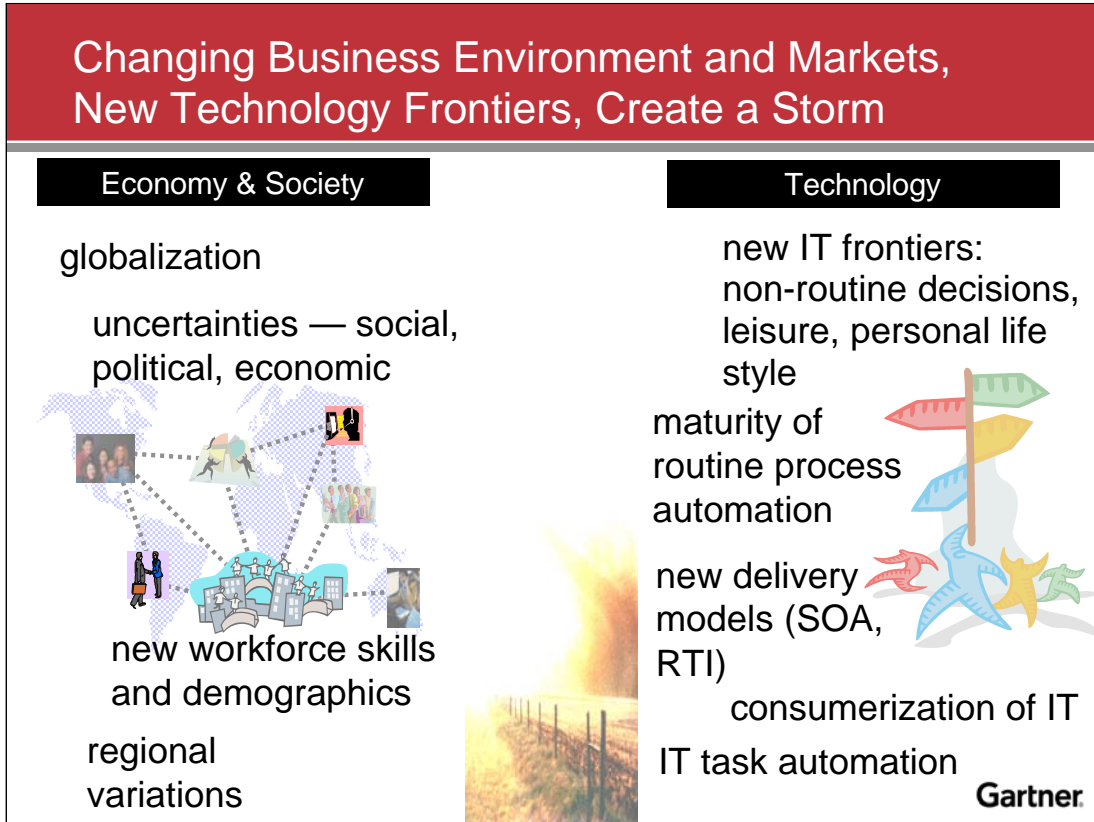 Changing Business Environment and Markets,
New Technology Frontiers, Create a Storm
Economy & Society
globalization
uncertainties — social,
political, economic
new workforce skills
and demographics
regional
variations
Technology
new IT frontiers:
non-routine decisions,
leisure, personal life
style
maturity of
routine process
automation
new delivery
models (SOA,
RTI)
consumerization of IT
IT task automation
Gartner